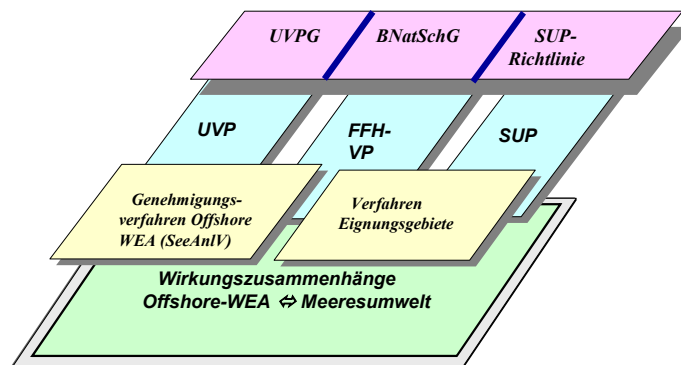 UVPG
BNatSchG
SUP-
Richtlinie
UVP
FFH-
VP
SUP
Genehmigungs-
verfahren Offshore
WEA (SeeAnlV)
Verfahren
Eignungsgebiete
Wirkungszusammenhänge
Offshore-WEA ⇔ Meeresumwelt